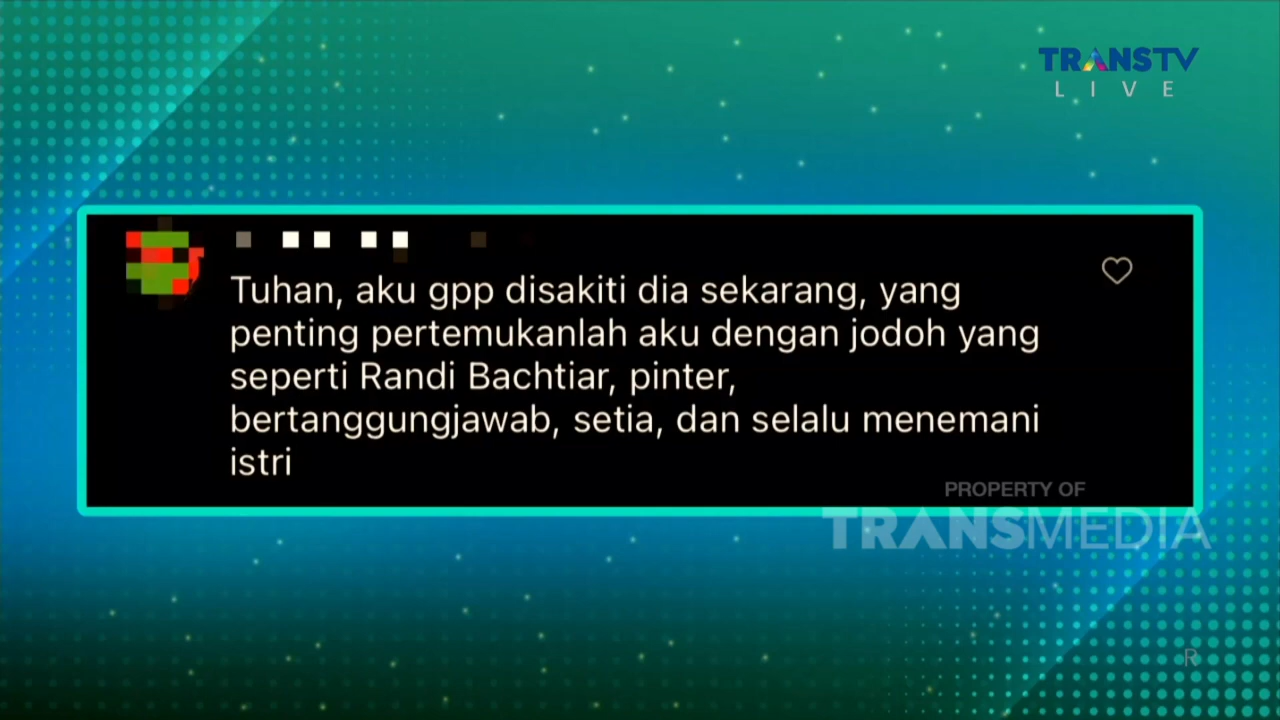 TRANSTV
LIVE
Tuhan, aku gpp disakiti dia sekarang, yang
penting pertemukanlah aku dengan jodoh yang
seperti Randi Bachtiar, pinter,
bertanggungjawab, setia, dan selalu menemani
istri
PROPERTY OF
TRANSMEDIA
R